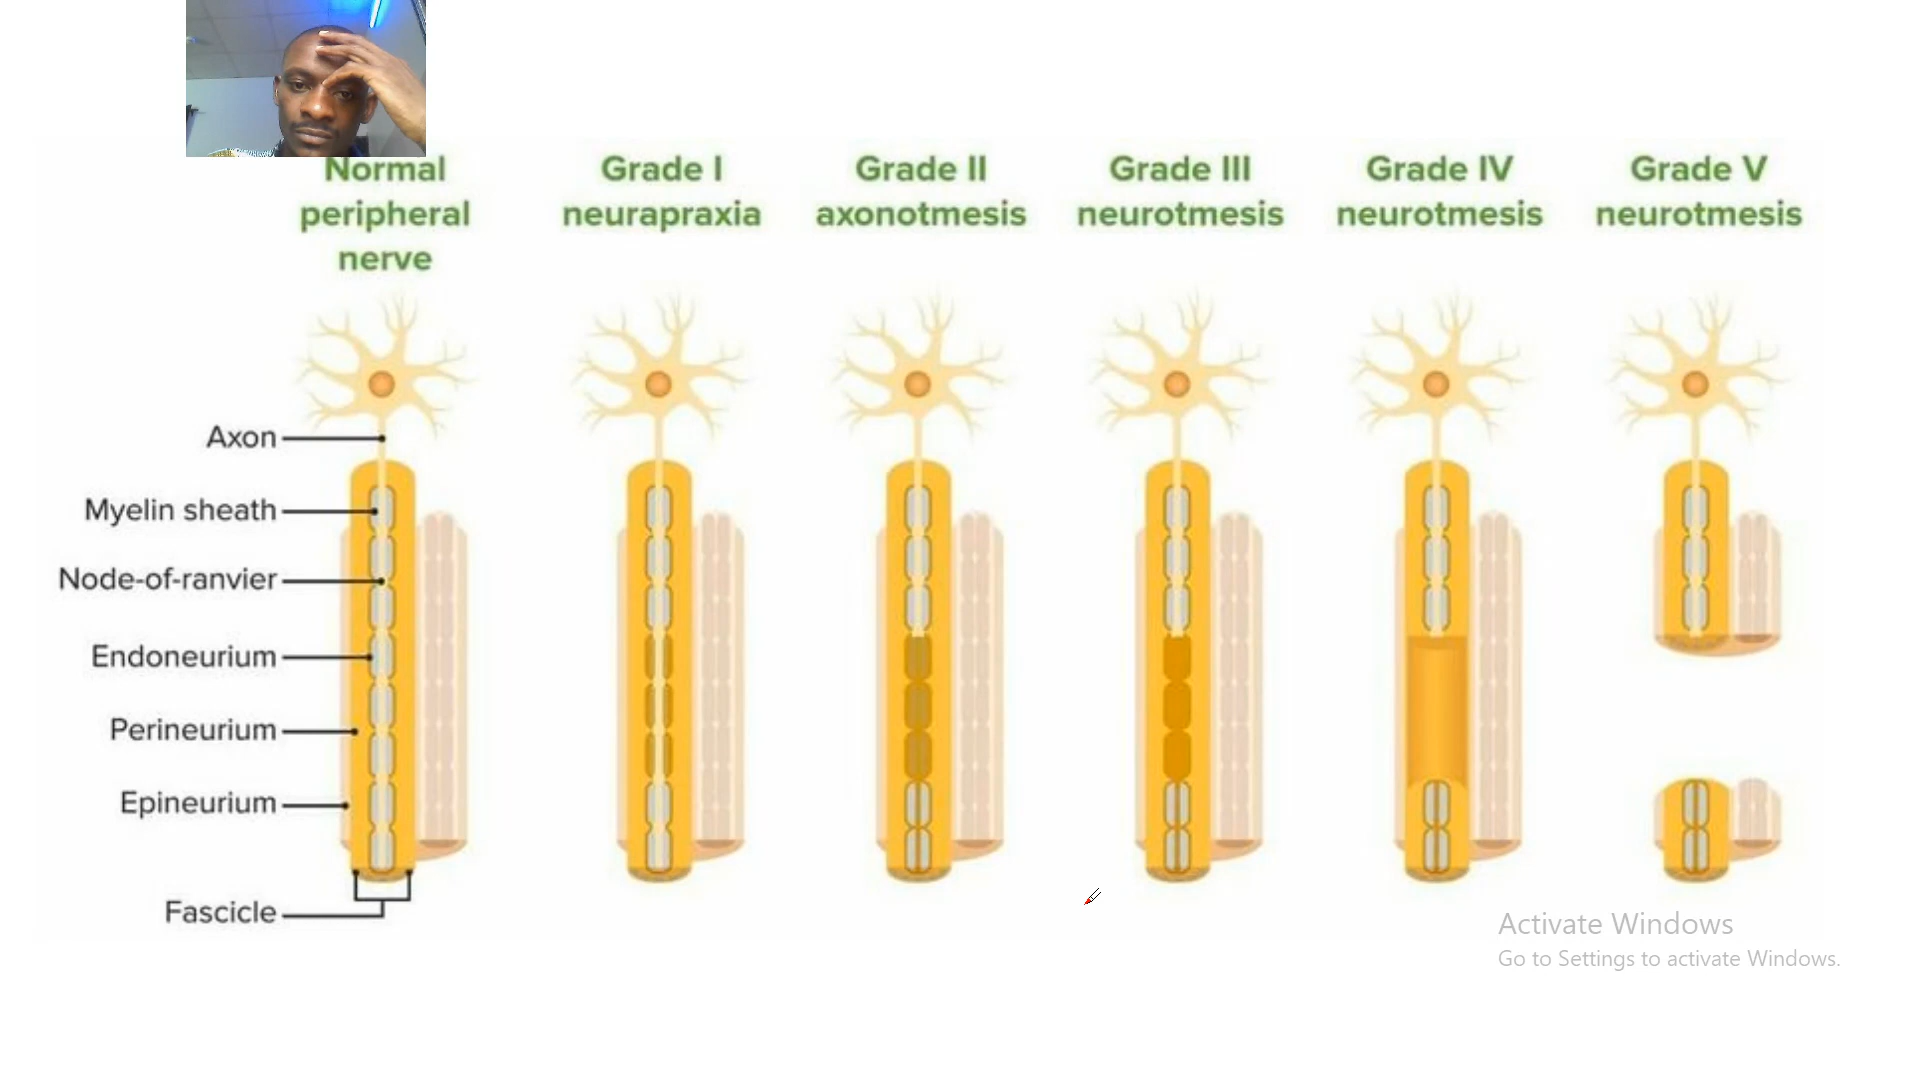 Normal
peripheral
nerve
Grade I
neurapraxia
Grade II
axonotmesis
Grade III
neurotmesis
Grade IV
neurotmesis
Grade V
neurotmesis
Axon
Myelin sheath
Node-of-ranvier
Endoneurium
Perineurium
Epineurium
Fascicle
Activate Windows
Go to Settings to activate Windows.